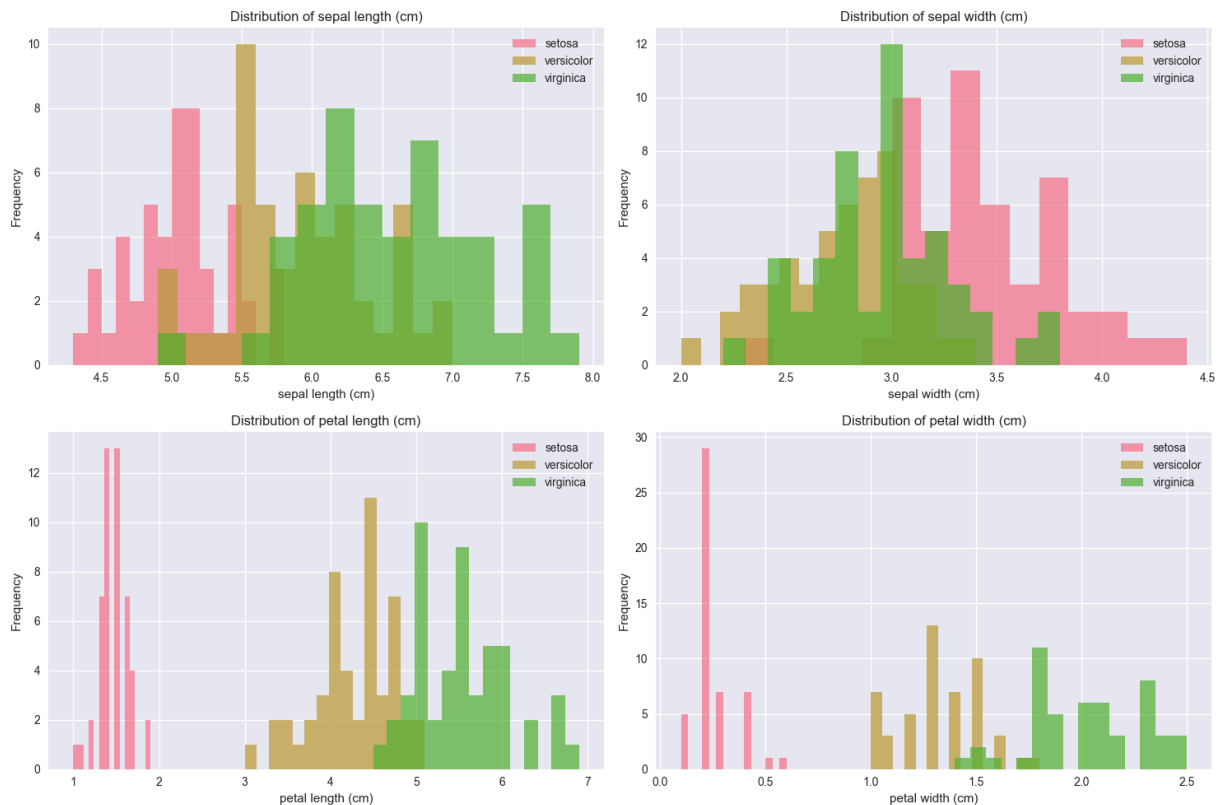 Distribution of sepal length (cm)
Frequency
10
8
6
4
2
0
setosa
versicolor
virginica
4.5 5.0 5.5 6.0 6.5 7.0 7.5 8.0
sepal length (cm)
Distribution of sepal width (cm)
Frequency
12
10
8
6
4
2
0
setosa
versicolor
virginica
2.0 2.5 3.0 3.5 4.0 4.5
sepal width (cm)
Distribution of petal length (cm)
Frequency
12
10
8
6
4
2
0
setosa
versicolor
virginica
1 2 3 4 5 6 7
petal length (cm)
Distribution of petal width (cm)
Frequency
30
25
20
15
10
5
0
setosa
versicolor
virginica
0.0 0.5 1.0 1.5 2.0 2.5
petal width (cm)